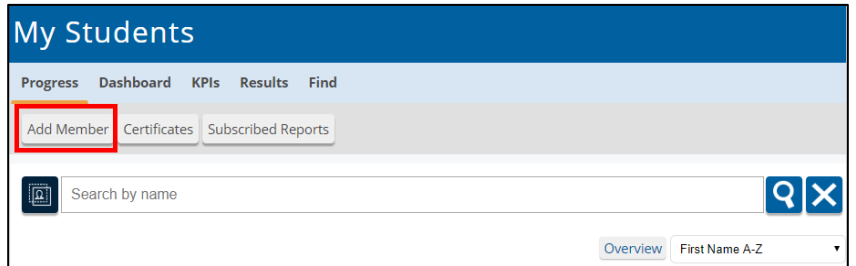 My Students
Progress Dashboard KPIs Results Find
Add Member Certificates Subscribed Reports
Search by name
Overview First Name A-Z